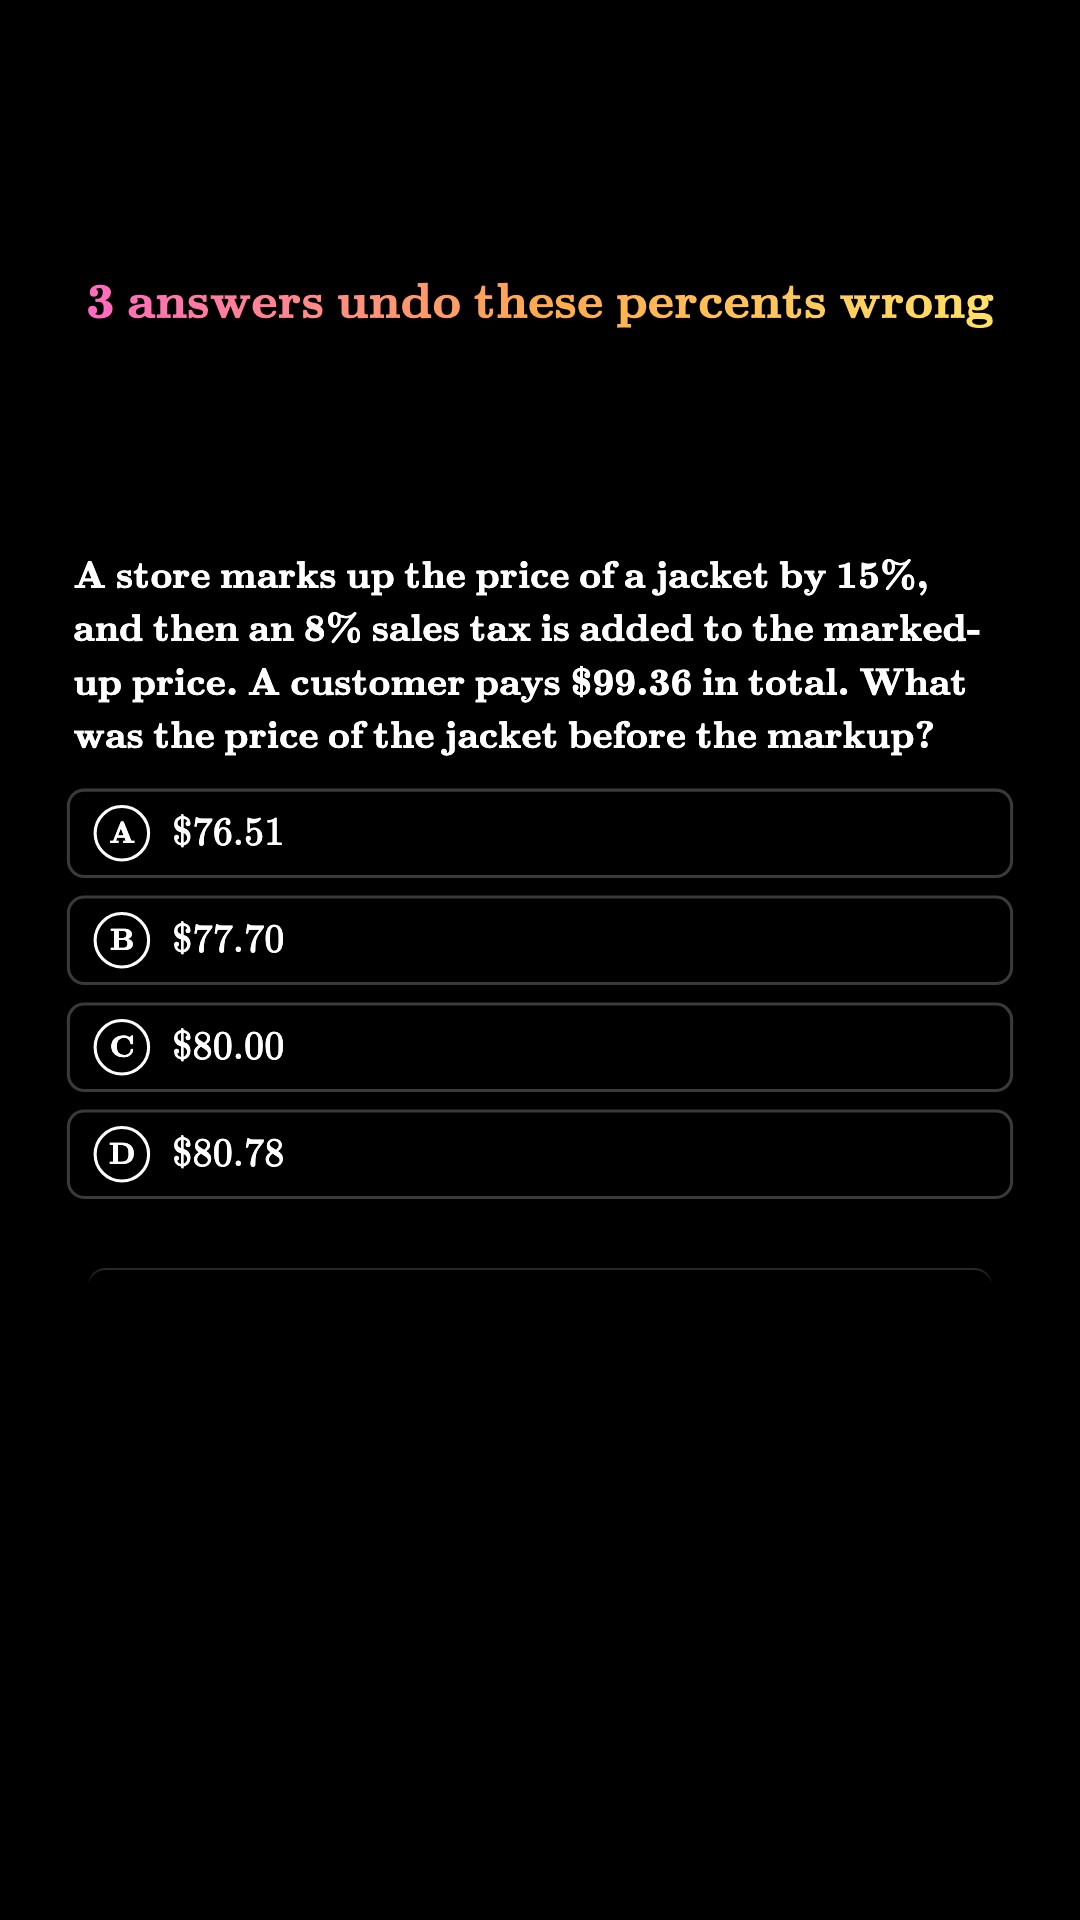 3 answers undo these percents wrong
A store marks up the price of a jacket by 15%,
and then an 8% sales tax is added to the marked-
up price. A customer pays $99.36 in total. What
was the price of the jacket before the markup?
A $76.51
B $77.70
C $80.00
D $80.78